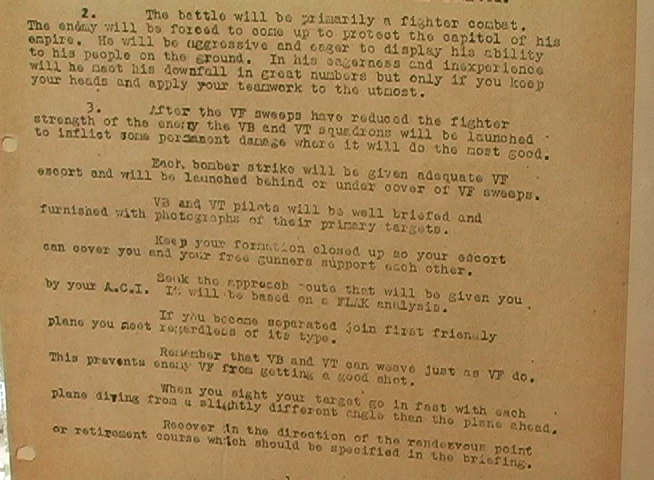 2. The battle will be primarily a fighter combat.
The enemy will be forced to come up to protect the capitol of his
empire. He will be aggressive and eager to display his ability
to his people on the ground. In his eagerness and inexperience
will he meet his downfall in great numbers but only if you keep
your heads and apply your teamwork to the utmost.
3. After the VF sweeps have reduced the fighter
strength of the enemy the VB and VT squadrons will be launched
to inflict some permanent damage where it will do the most good.
Each bomber strike will be given adequate VF
escort and will be launched behind or under cover of VF sweeps.
VB and VT pilots will be well briefed and
furnished with photographs of their primary targets.
Keep your formation closed up so your escort
can cover you and your free gunners support each other.
Seek the approach route that will be given you
by your A.C.I. It will be based on a FLAK analysis.
If you become separated join first friendly
plane you meet regardless of its type.
Remember that VB and VT can weave just as VF do.
This prevents enemy VF from getting a good shot.
When you sight your target go in fast with each
plane diving from a slightly different angle than the plane ahead.
Recover in the direction of the rendezvous point
or retirement course which should be specified in the briefing.